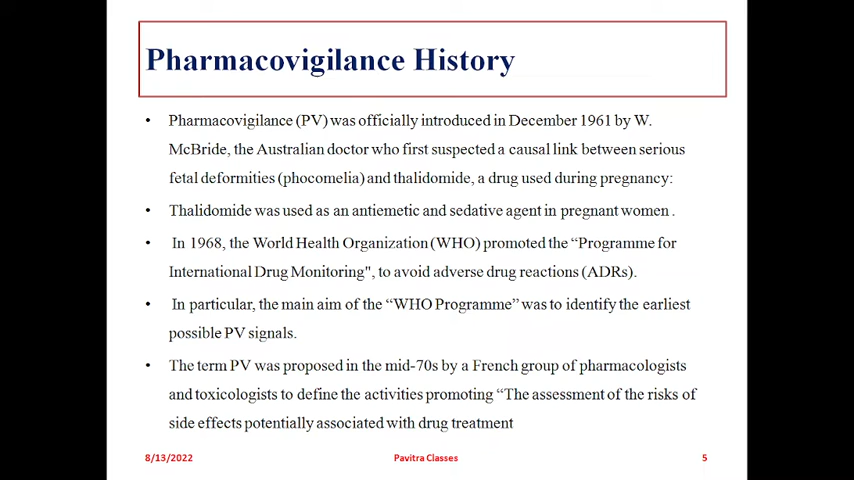 Pharmacovigilance History
• Pharmacovigilance (PV) was officially introduced in December 1961 by W.
McBride, the Australian doctor who first suspected a causal link between serious
fetal deformities (phocomelia) and thalidomide, a drug used during pregnancy:
• Thalidomide was used as an antiemetic and sedative agent in pregnant women .
• In 1968, the World Health Organization (WHO) promoted the “Programme for
International Drug Monitoring", to avoid adverse drug reactions (ADRs).
• In particular, the main aim of the “WHO Programme” was to identify the earliest
possible PV signals.
• The term PV was proposed in the mid-70s by a French group of pharmacologists
and toxicologists to define the activities promoting “The assessment of the risks of
side effects potentially associated with drug treatment
8/13/2022 Pavitra Classes 5